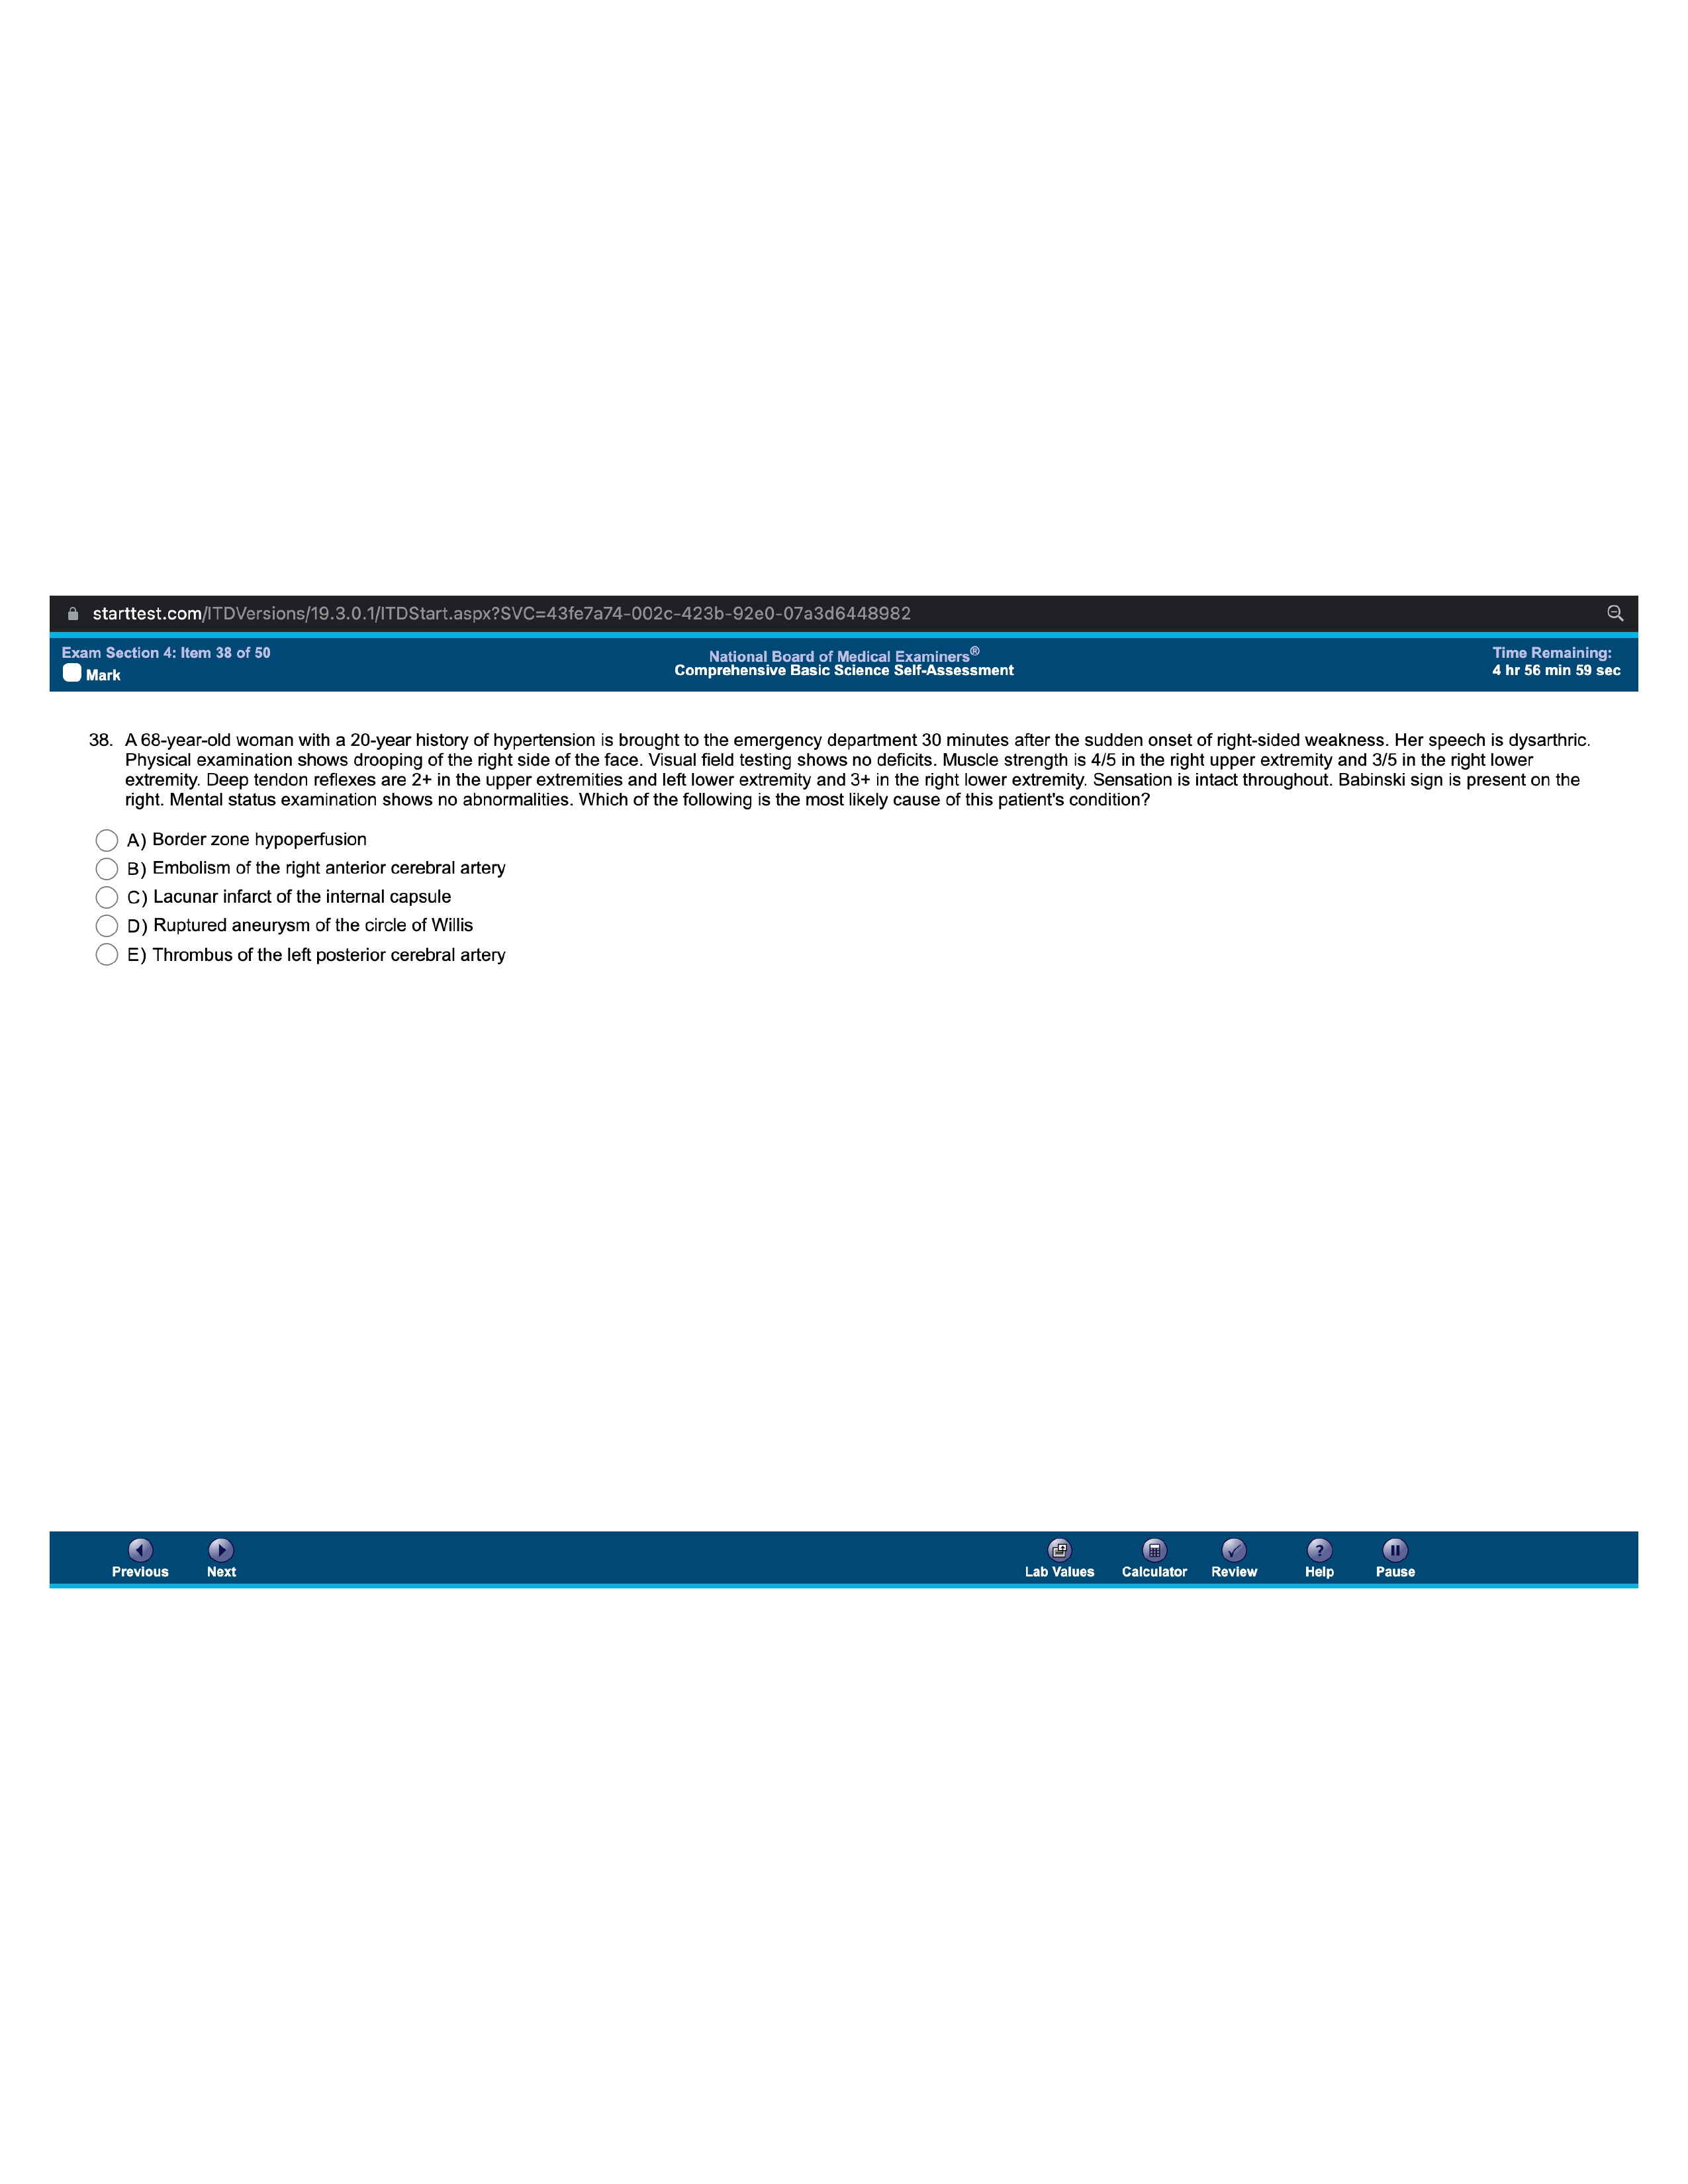 starttest.com/ITDVersions/19.3.0.1/ITDStart.aspx?SVC=43fe7a74-002c-423b-92e0-07a3d6448982
Exam Section 4: Item 38 of 50
Mark
National Board of Medical Examiners®
Comprehensive Basic Science Self-Assessment
Time Remaining:
4 hr 56 min 59 sec
38. A 68-year-old woman with a 20-year history of hypertension is brought to the emergency department 30 minutes after the sudden onset of right-sided weakness. Her speech is dysarthric.
Physical examination shows drooping of the right side of the face. Visual field testing shows no deficits. Muscle strength is 4/5 in the right upper extremity and 3/5 in the right lower
extremity. Deep tendon reflexes are 2+ in the upper extremities and left lower extremity and 3+ in the right lower extremity. Sensation is intact throughout. Babinski sign is present on the
right. Mental status examination shows no abnormalities. Which of the following is the most likely cause of this patient's condition?
A) Border zone hypoperfusion
B) Embolism of the right anterior cerebral artery
C) Lacunar infarct of the internal capsule
D) Ruptured aneurysm of the circle of Willis
E) Thrombus of the left posterior cerebral artery
Previous
Next
Lab Values
Calculator
Review
Help
Pause